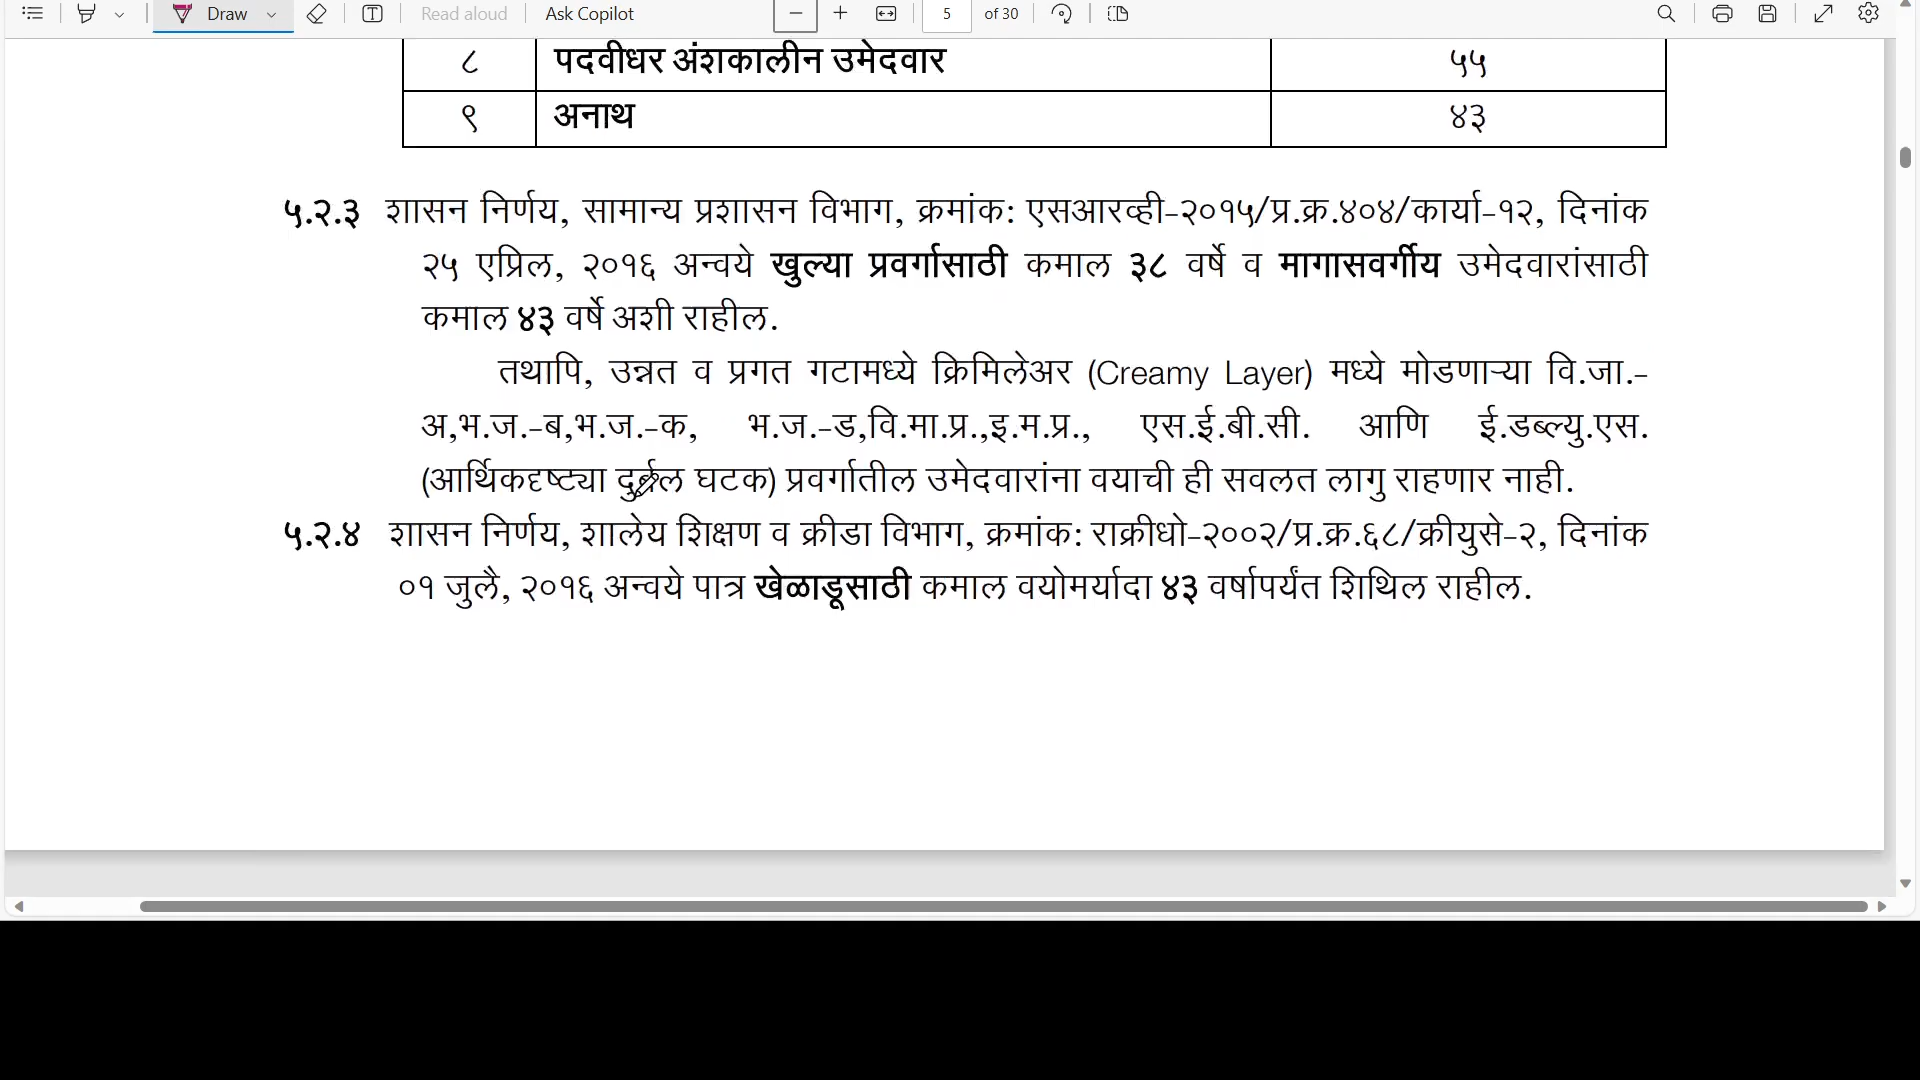 Draw
Read aloud
Ask Copilot
5 of 30
८ पदवीधर अंशकालीन उमेदवार ५५
९ अनाथ ४३
५.२.३ शासन निर्णय, सामान्य प्रशासन विभाग, क्रमांक: एसआरव्ही-२०१५/प्र.क्र.४०४/कार्या-१२, दिनांक
२५ एप्रिल, २०१६ अन्वये खुल्या प्रवर्गासाठी कमाल ३८ वर्षे व मागासवर्गीय उमेदवारांसाठी
कमाल ४३ वर्षे अशी राहील.
तथापि, उन्नत व प्रगत गटामध्ये क्रिमिलेअर (Creamy Layer) मध्ये मोडणाऱ्या वि.जा.-
अ,भ.ज.-ब,भ.ज.-क, भ.ज.-ड,वि.मा.प्र.,इ.म.प्र., एस.ई.बी.सी. आणि ई.डब्ल्यु.एस.
(आर्थिकदृष्ट्या दुर्बल घटक) प्रवर्गातील उमेदवारांना वयाची ही सवलत लागु राहणार नाही.
५.२.४ शासन निर्णय, शालेय शिक्षण व क्रीडा विभाग, क्रमांक: राक्रीधो-२००२/प्र.क्र.६८/क्रीयुसे-२, दिनांक
०१ जुलै, २०१६ अन्वये पात्र खेळाडूसाठी कमाल वयोमर्यादा ४३ वर्षापर्यंत शिथिल राहील.